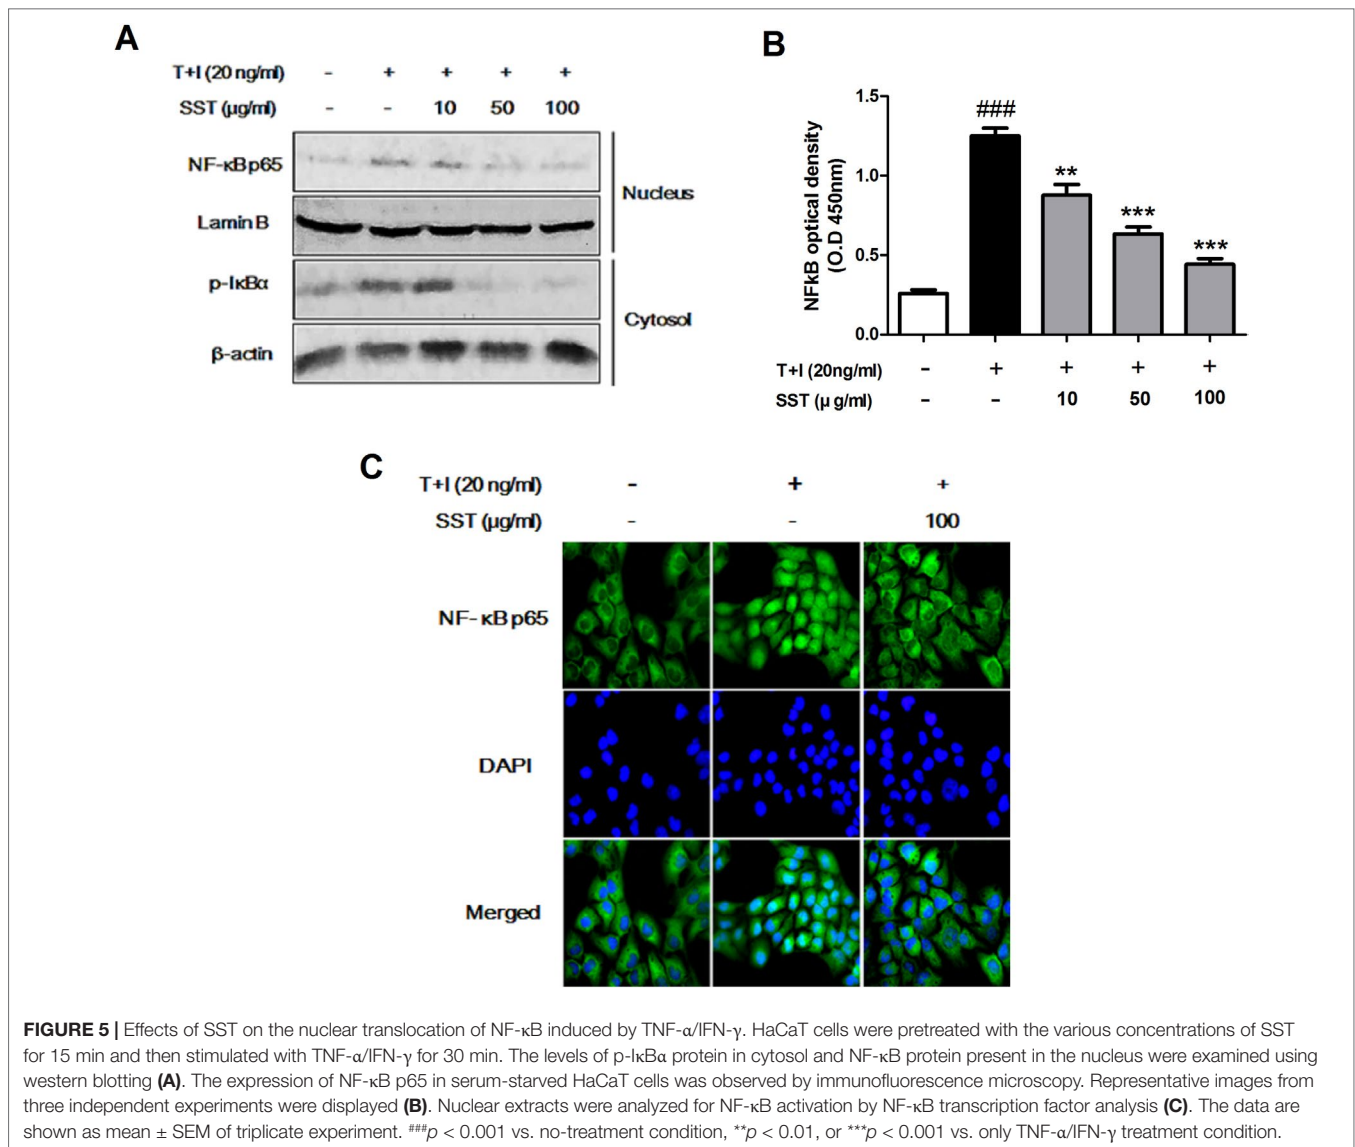 A
T+I (20 ng/ml) - + + + +
SST (μg/ml) - - 10 50 100
NF-κB p65
Lamin B
Nucleus
p-IκBα
β-actin
Cytosol
B
NFkB optical density
(O.D 450nm)
1.5
1.0
0.5
0.0
###
**
***
***
T+I (20ng/ml) - + + + +
SST (μ g/ml) - - 10 50 100
C
T+I (20 ng/ml) - + +
SST (μg/ml) - - 100
NF- κB p65
DAPI
Merged
FIGURE 5 | Effects of SST on the nuclear translocation of NF-κB induced by TNF-α/IFN-γ. HaCaT cells were pretreated with the various concentrations of SST
for 15 min and then stimulated with TNF-α/IFN-γ for 30 min. The levels of p-IκBα protein in cytosol and NF-κB protein present in the nucleus were examined using
western blotting (A). The expression of NF-κB p65 in serum-starved HaCaT cells was observed by immunofluorescence microscopy. Representative images from
three independent experiments were displayed (B). Nuclear extracts were analyzed for NF-κB activation by NF-κB transcription factor analysis (C). The data are
shown as mean ± SEM of triplicate experiment. ###p < 0.001 vs. no-treatment condition, **p < 0.01, or ***p < 0.001 vs. only TNF-α/IFN-γ treatment condition.